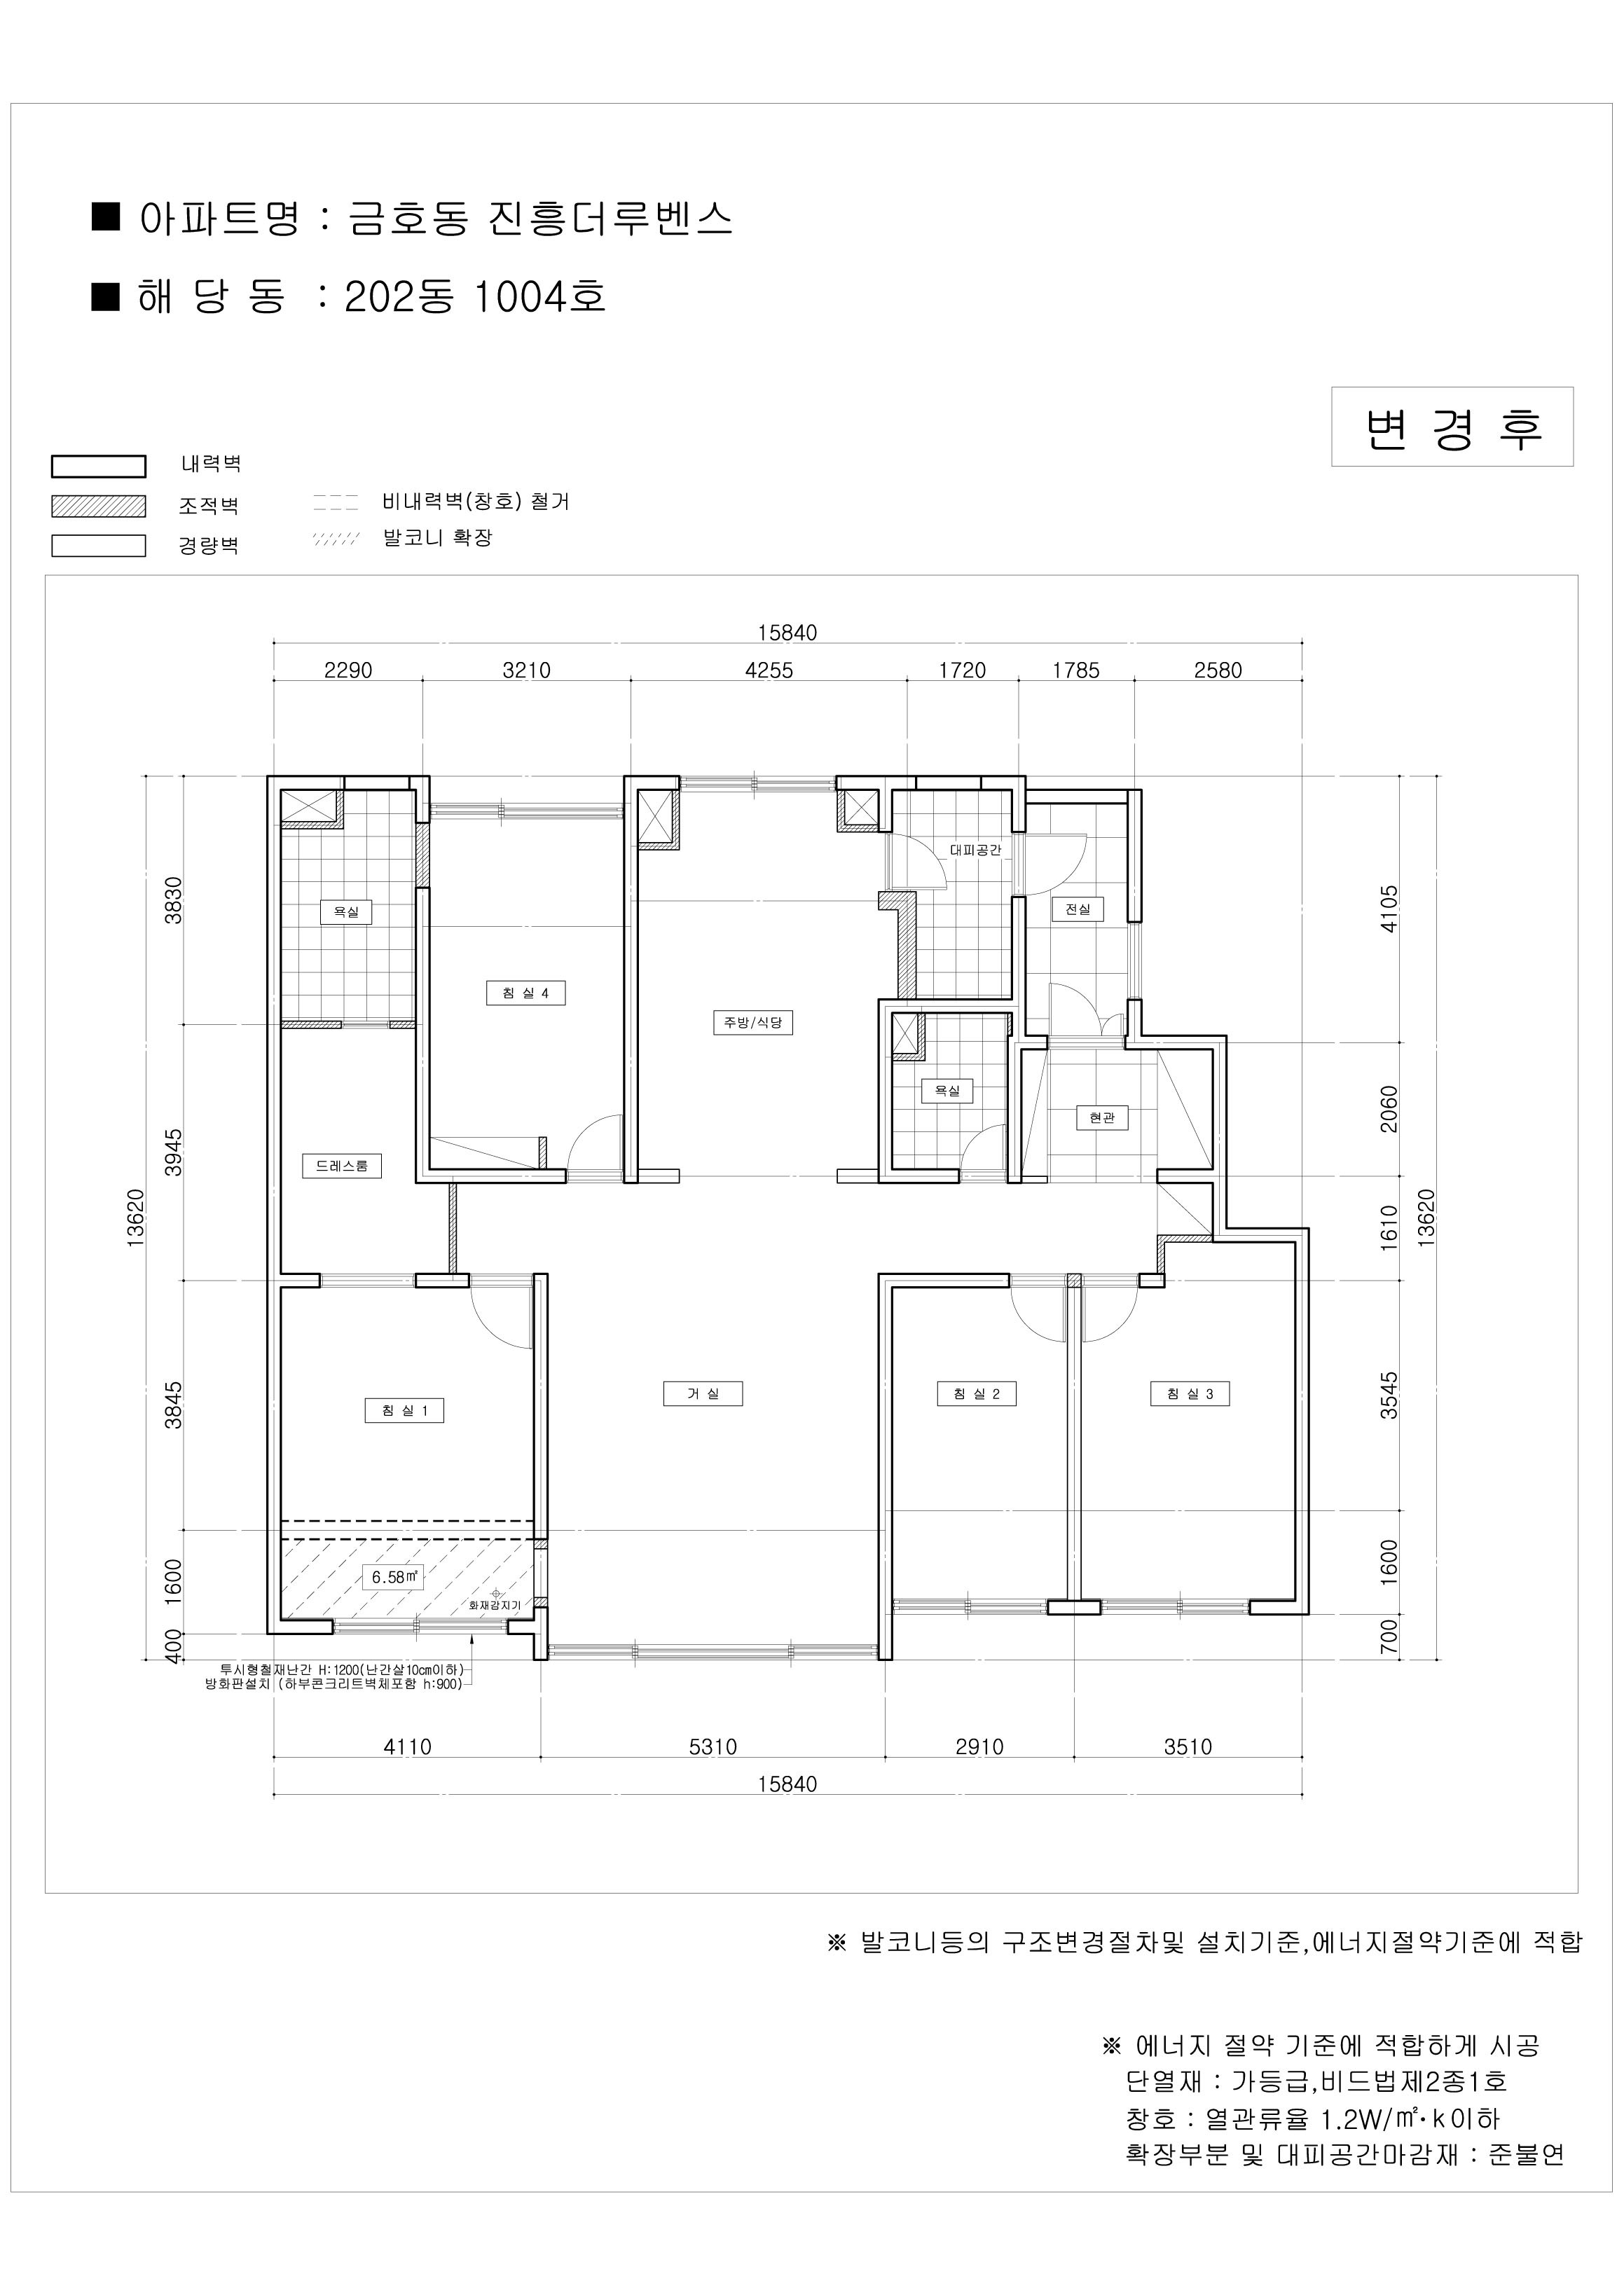 ■ 아파트명 : 금호동 진흥더루벤스
■ 해 당 동 : 202동 1004호
변 경 후
내력벽
조적벽
경량벽
비내력벽(창호) 철거
발코니 확장
15840
2290 3210 4255 1720 1785 2580
13620
3830
3945
3845
1600
400
4105
2060
1610
3545
1600
700
13620
대피공간
욕실
전실
침 실 4
주방/식당
욕실
현관
드레스룸
거 실
침 실 2
침 실 3
침 실 1
6.58㎡
화재감지기
투시형철재난간 H:1200(난간살10cm이하)
방화판설치 (하부콘크리트벽체포함 h:900)
4110 5310 2910 3510
15840
※ 발코니등의 구조변경절차및 설치기준,에너지절약기준에 적합
※ 에너지 절약 기준에 적합하게 시공
단열재 : 가등급,비드법제2종1호
창호 : 열관류율 1.2W/㎡·k이하
확장부분 및 대피공간마감재 : 준불연